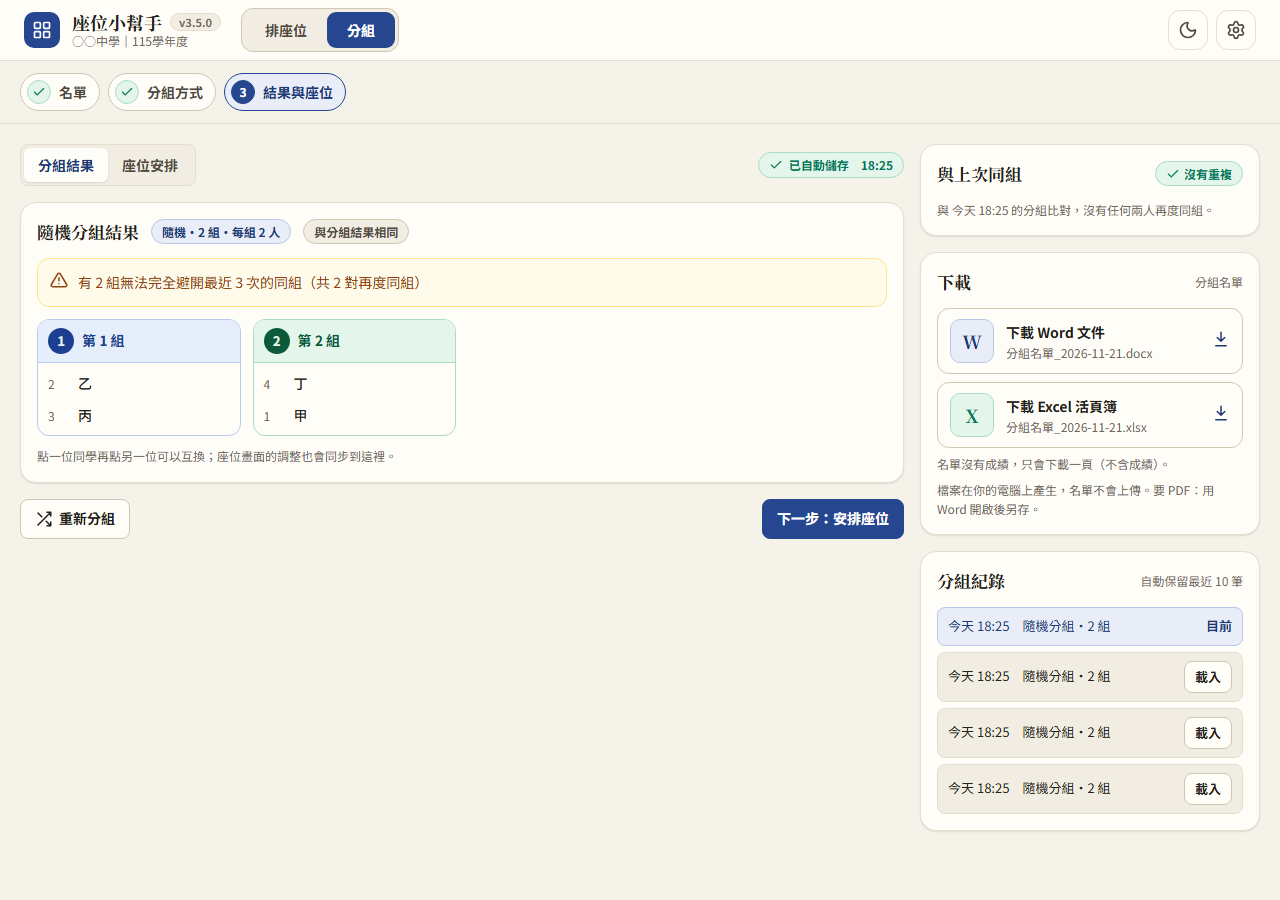 座位小幫手 v3.5.0
〇〇中學｜115學年度
排座位 分組
名單 分組方式 3 結果與座位
分組結果 座位安排
已自動儲存 18:25
隨機分組結果 隨機・2 組・每組 2 人 與分組結果相同
有 2 組無法完全避開最近 3 次的同組（共 2 對再度同組）
1 第 1 組
2 乙
3 丙
2 第 2 組
4 丁
1 甲
點一位同學再點另一位可以互換；座位畫面的調整也會同步到這裡。
重新分組
下一步：安排座位
與上次同組 沒有重複
與 今天 18:25 的分組比對，沒有任何兩人再度同組。
下載 分組名單
W 下載 Word 文件
分組名單_2026-11-21.docx
X 下載 Excel 活頁簿
分組名單_2026-11-21.xlsx
名單沒有成績，只會下載一頁（不含成績）。
檔案在你的電腦上產生，名單不會上傳。要 PDF：用
Word 開啟後另存。
分組紀錄 自動保留最近 10 筆
今天 18:25 隨機分組・2 組 目前
今天 18:25 隨機分組・2 組 載入
今天 18:25 隨機分組・2 組 載入
今天 18:25 隨機分組・2 組 載入